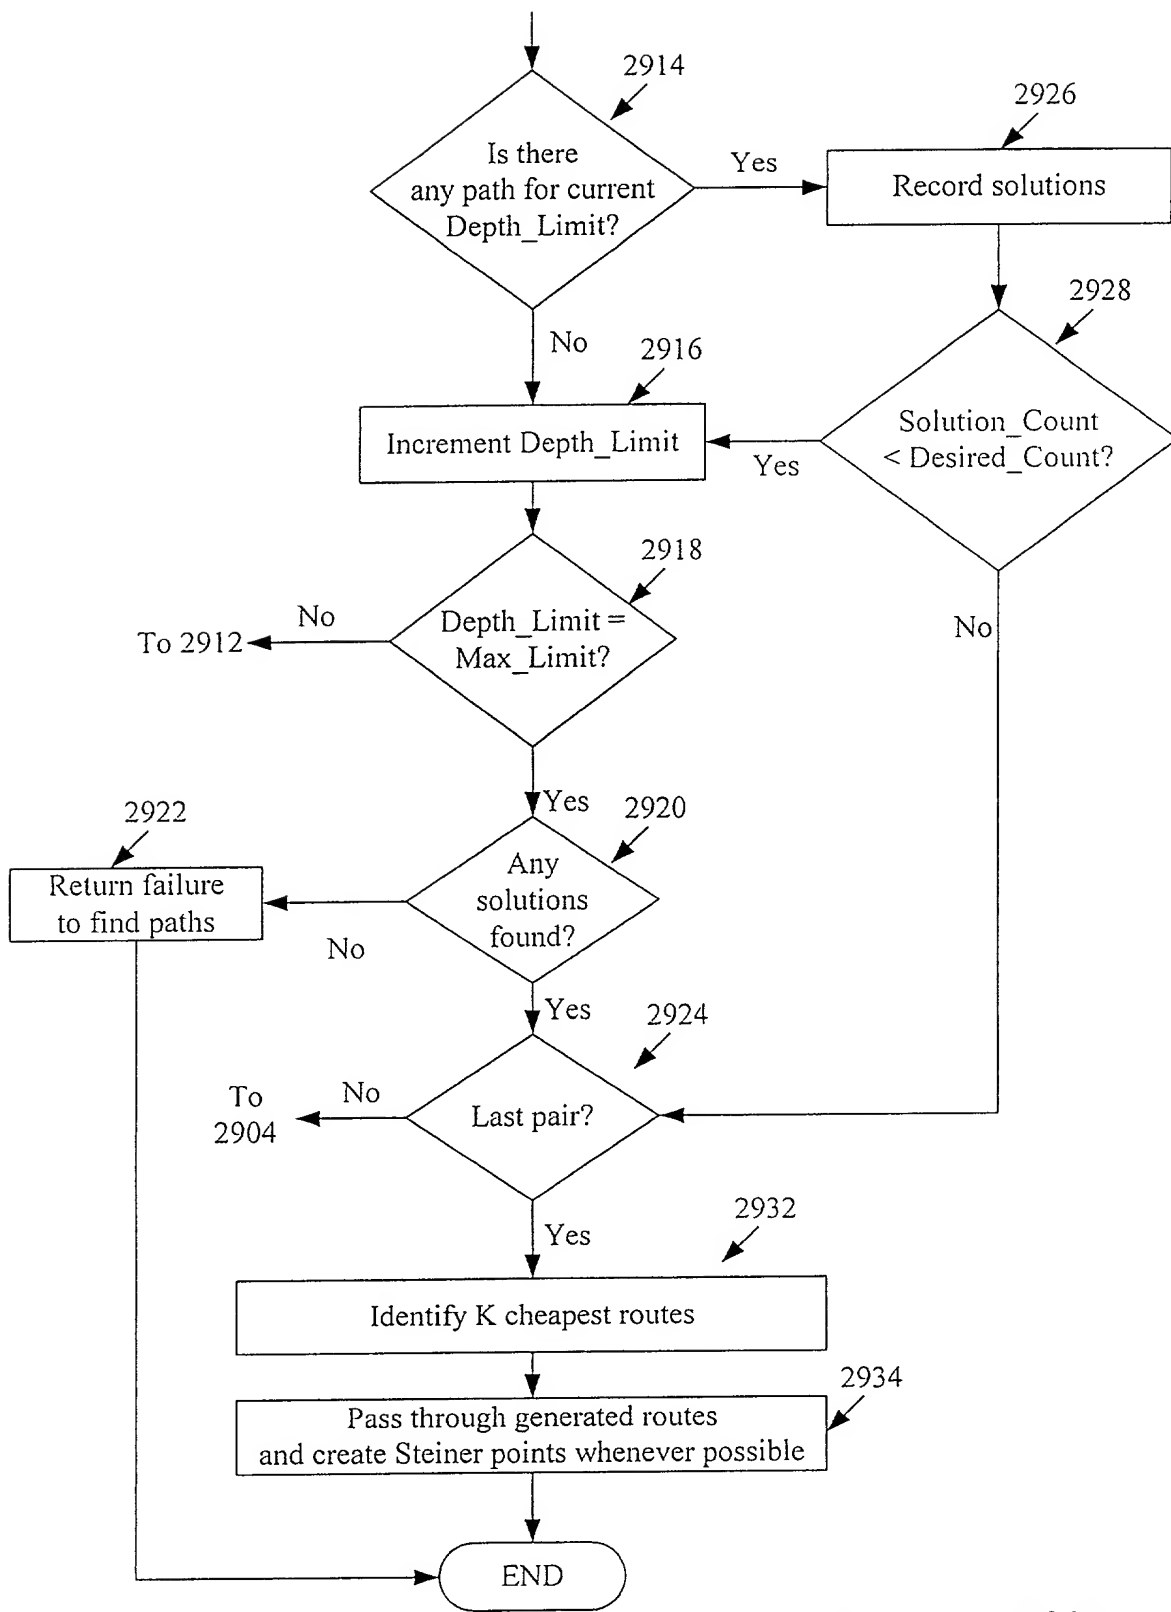 2914
Is there
any path for current
Depth_Limit?
Yes
2926
Record solutions
2928
Solution_Count
< Desired_Count?
Yes
No
No
2916
Increment Depth_Limit
2918
Depth_Limit =
Max_Limit?
No
To 2912
Yes
2920
Any
solutions
found?
No
2922
Return failure
to find paths
Yes
2924
Last pair?
No
To
2904
Yes
2932
Identify K cheapest routes
2934
Pass through generated routes
and create Steiner points whenever possible
END